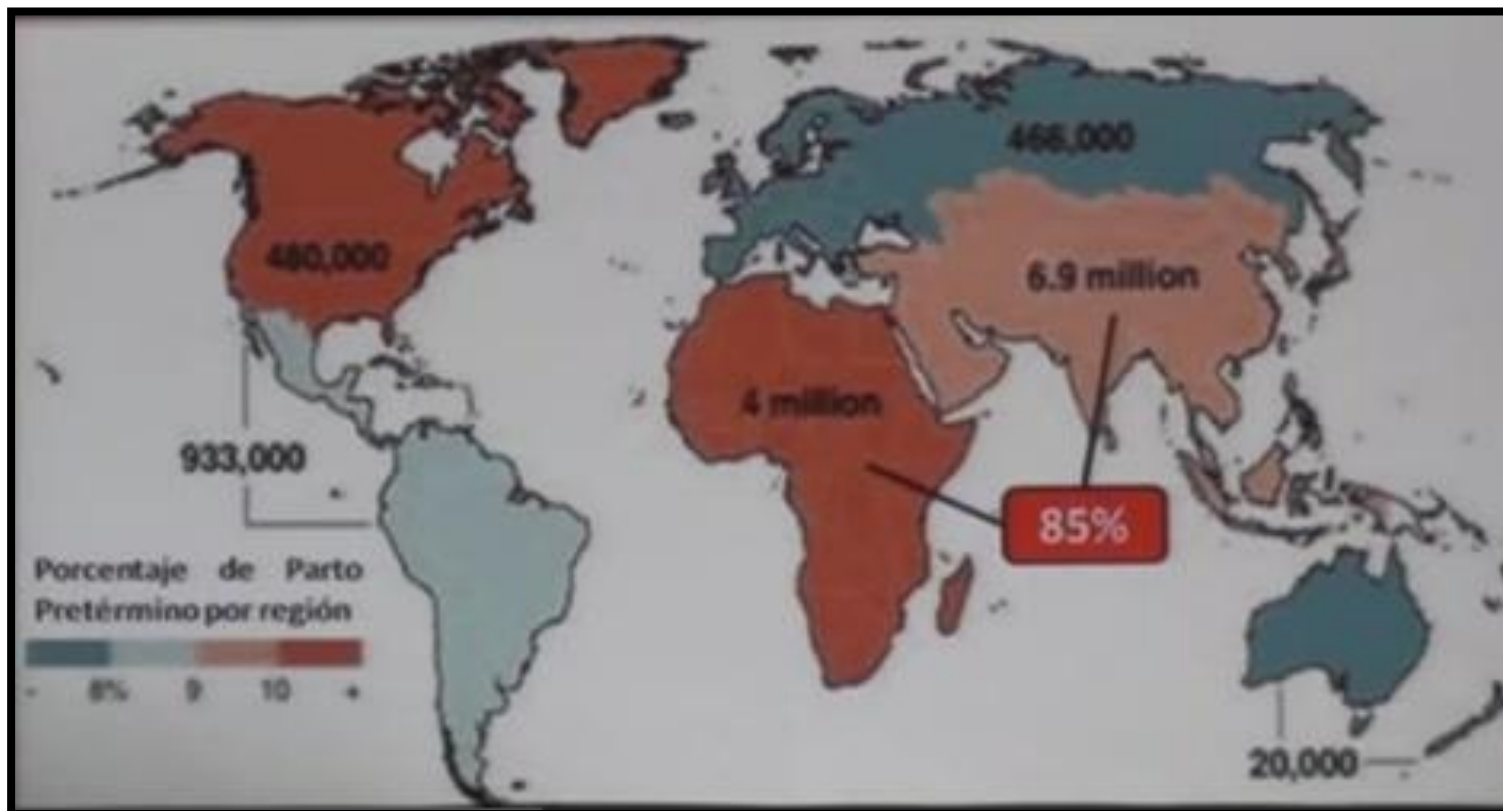 466,000
480,000
6.9 million
4 million
933,000
85%
Porcentaje de Parto
Pretérmino por región
- 8% 9 10 +
20,000